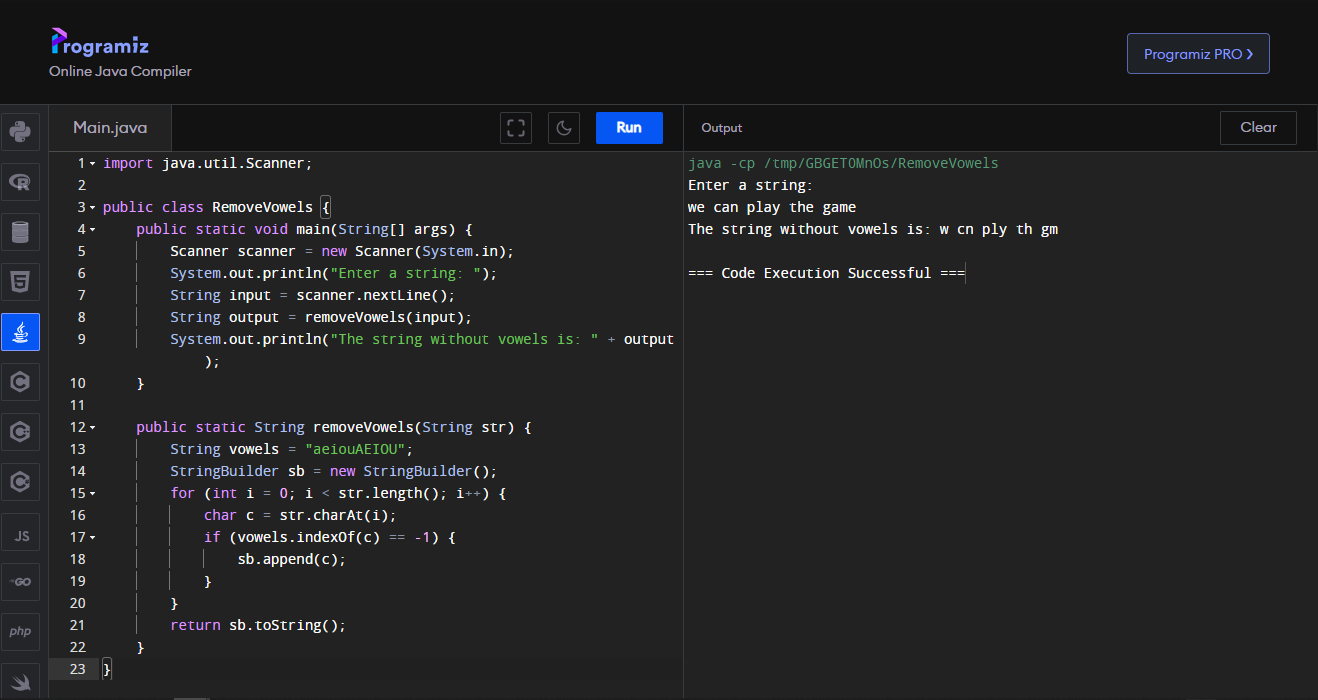 Programiz
Online Java Compiler
Programiz PRO ❯
Main.java
Run
Output
Clear
1 import java.util.Scanner;
2
3 public class RemoveVowels {
4     public static void main(String[] args) {
5         Scanner scanner = new Scanner(System.in);
6         System.out.println("Enter a string: ");
7         String input = scanner.nextLine();
8         String output = removeVowels(input);
9         System.out.println("The string without vowels is: " + output
            );
10     }
11
12     public static String removeVowels(String str) {
13         String vowels = "aeiouAEIOU";
14         StringBuilder sb = new StringBuilder();
15         for (int i = 0; i < str.length(); i++) {
16             char c = str.charAt(i);
17             if (vowels.indexOf(c) == -1) {
18                 sb.append(c);
19             }
20         }
21         return sb.toString();
22     }
23 }
java -cp /tmp/GBGET0MnOs/RemoveVowels
Enter a string:
we can play the game
The string without vowels is: w cn ply th gm
=== Code Execution Successful ===
R
5
C
C
C
JS
GO
php